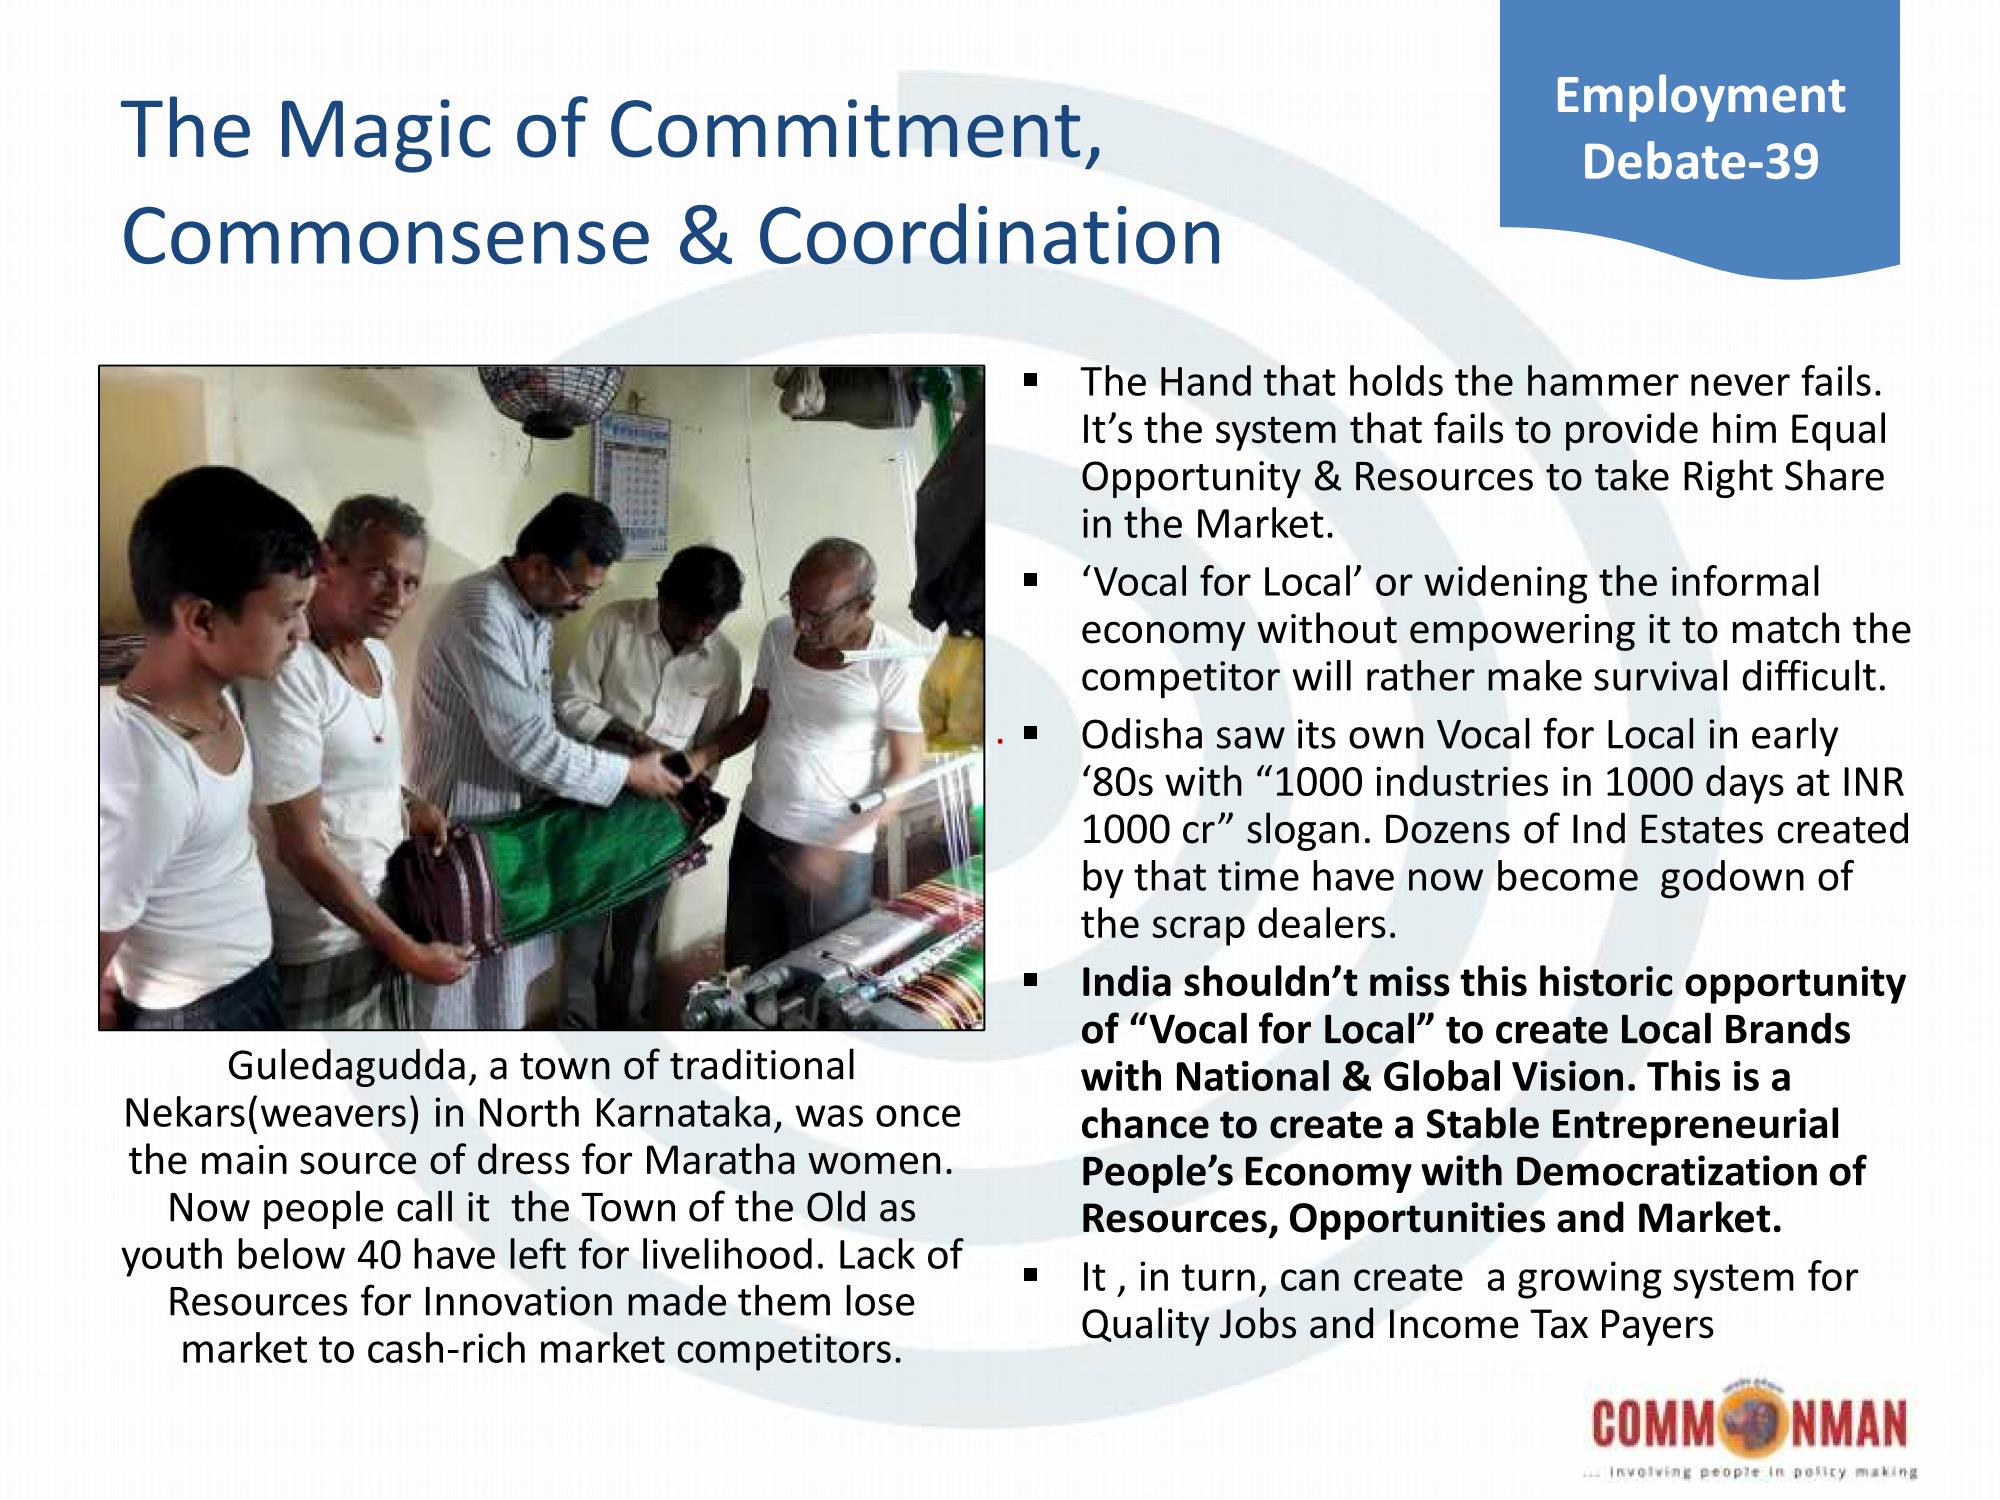 The Magic of Commitment,
Commonsense & Coordination
Employment
Debate-39
Guledagudda, a town of traditional
Nekars(weavers) in North Karnataka, was once
the main source of dress for Maratha women.
Now people call it  the Town of the Old as
youth below 40 have left for livelihood. Lack of
Resources for Innovation made them lose
market to cash-rich market competitors.
▪ The Hand that holds the hammer never fails.
It’s the system that fails to provide him Equal
Opportunity & Resources to take Right Share
in the Market.
▪ ‘Vocal for Local’ or widening the informal
economy without empowering it to match the
competitor will rather make survival difficult.
▪ Odisha saw its own Vocal for Local in early
‘80s with “1000 industries in 1000 days at INR
1000 cr” slogan. Dozens of Ind Estates created
by that time have now become  godown of
the scrap dealers.
▪ India shouldn’t miss this historic opportunity
of “Vocal for Local” to create Local Brands
with National & Global Vision. This is a
chance to create a Stable Entrepreneurial
People’s Economy with Democratization of
Resources, Opportunities and Market.
▪ It , in turn, can create  a growing system for
Quality Jobs and Income Tax Payers
COMMONMAN
... involving people in policy making